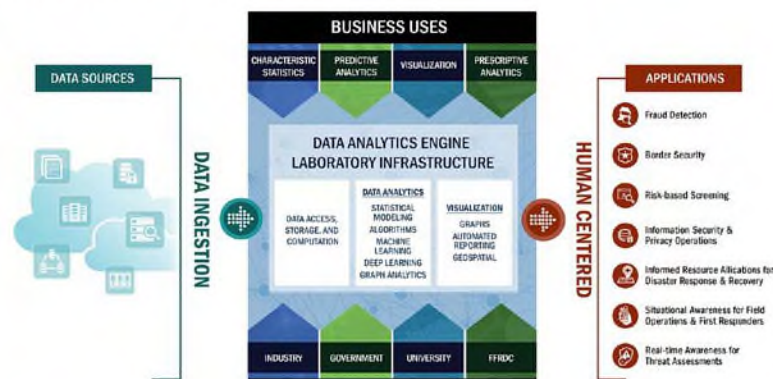 BUSINESS USES
CHARACTERISTIC
STATISTICS
PREDICTIVE
ANALYTICS
VISUALIZATION
PRESCRIPTIVE
ANALYTICS
DATA SOURCES
DATA INGESTION
DATA ANALYTICS ENGINE
LABORATORY INFRASTRUCTURE
DATA ACCESS,
STORAGE, AND
COMPUTATION
DATA ANALYTICS
STATISTICAL
MODELING
ALGORITHMS
MACHINE
LEARNING
DEEP LEARNING
GRAPH ANALYTICS
VISUALIZATION
GRAPHS
AUTOMATED
REPORTING
GEOSPATIAL
INDUSTRY
GOVERNMENT
UNIVERSITY
FFRDC
HUMAN CENTERED
APPLICATIONS
Fraud Detection
Border Security
Risk-based Screening
Information Security &
Privacy Operations
Informed Resource Allications for
Disaster Response & Recovery
Situational Awareness for Field
Operations & First Responders
Real-time Awareness for
Threat Assessments